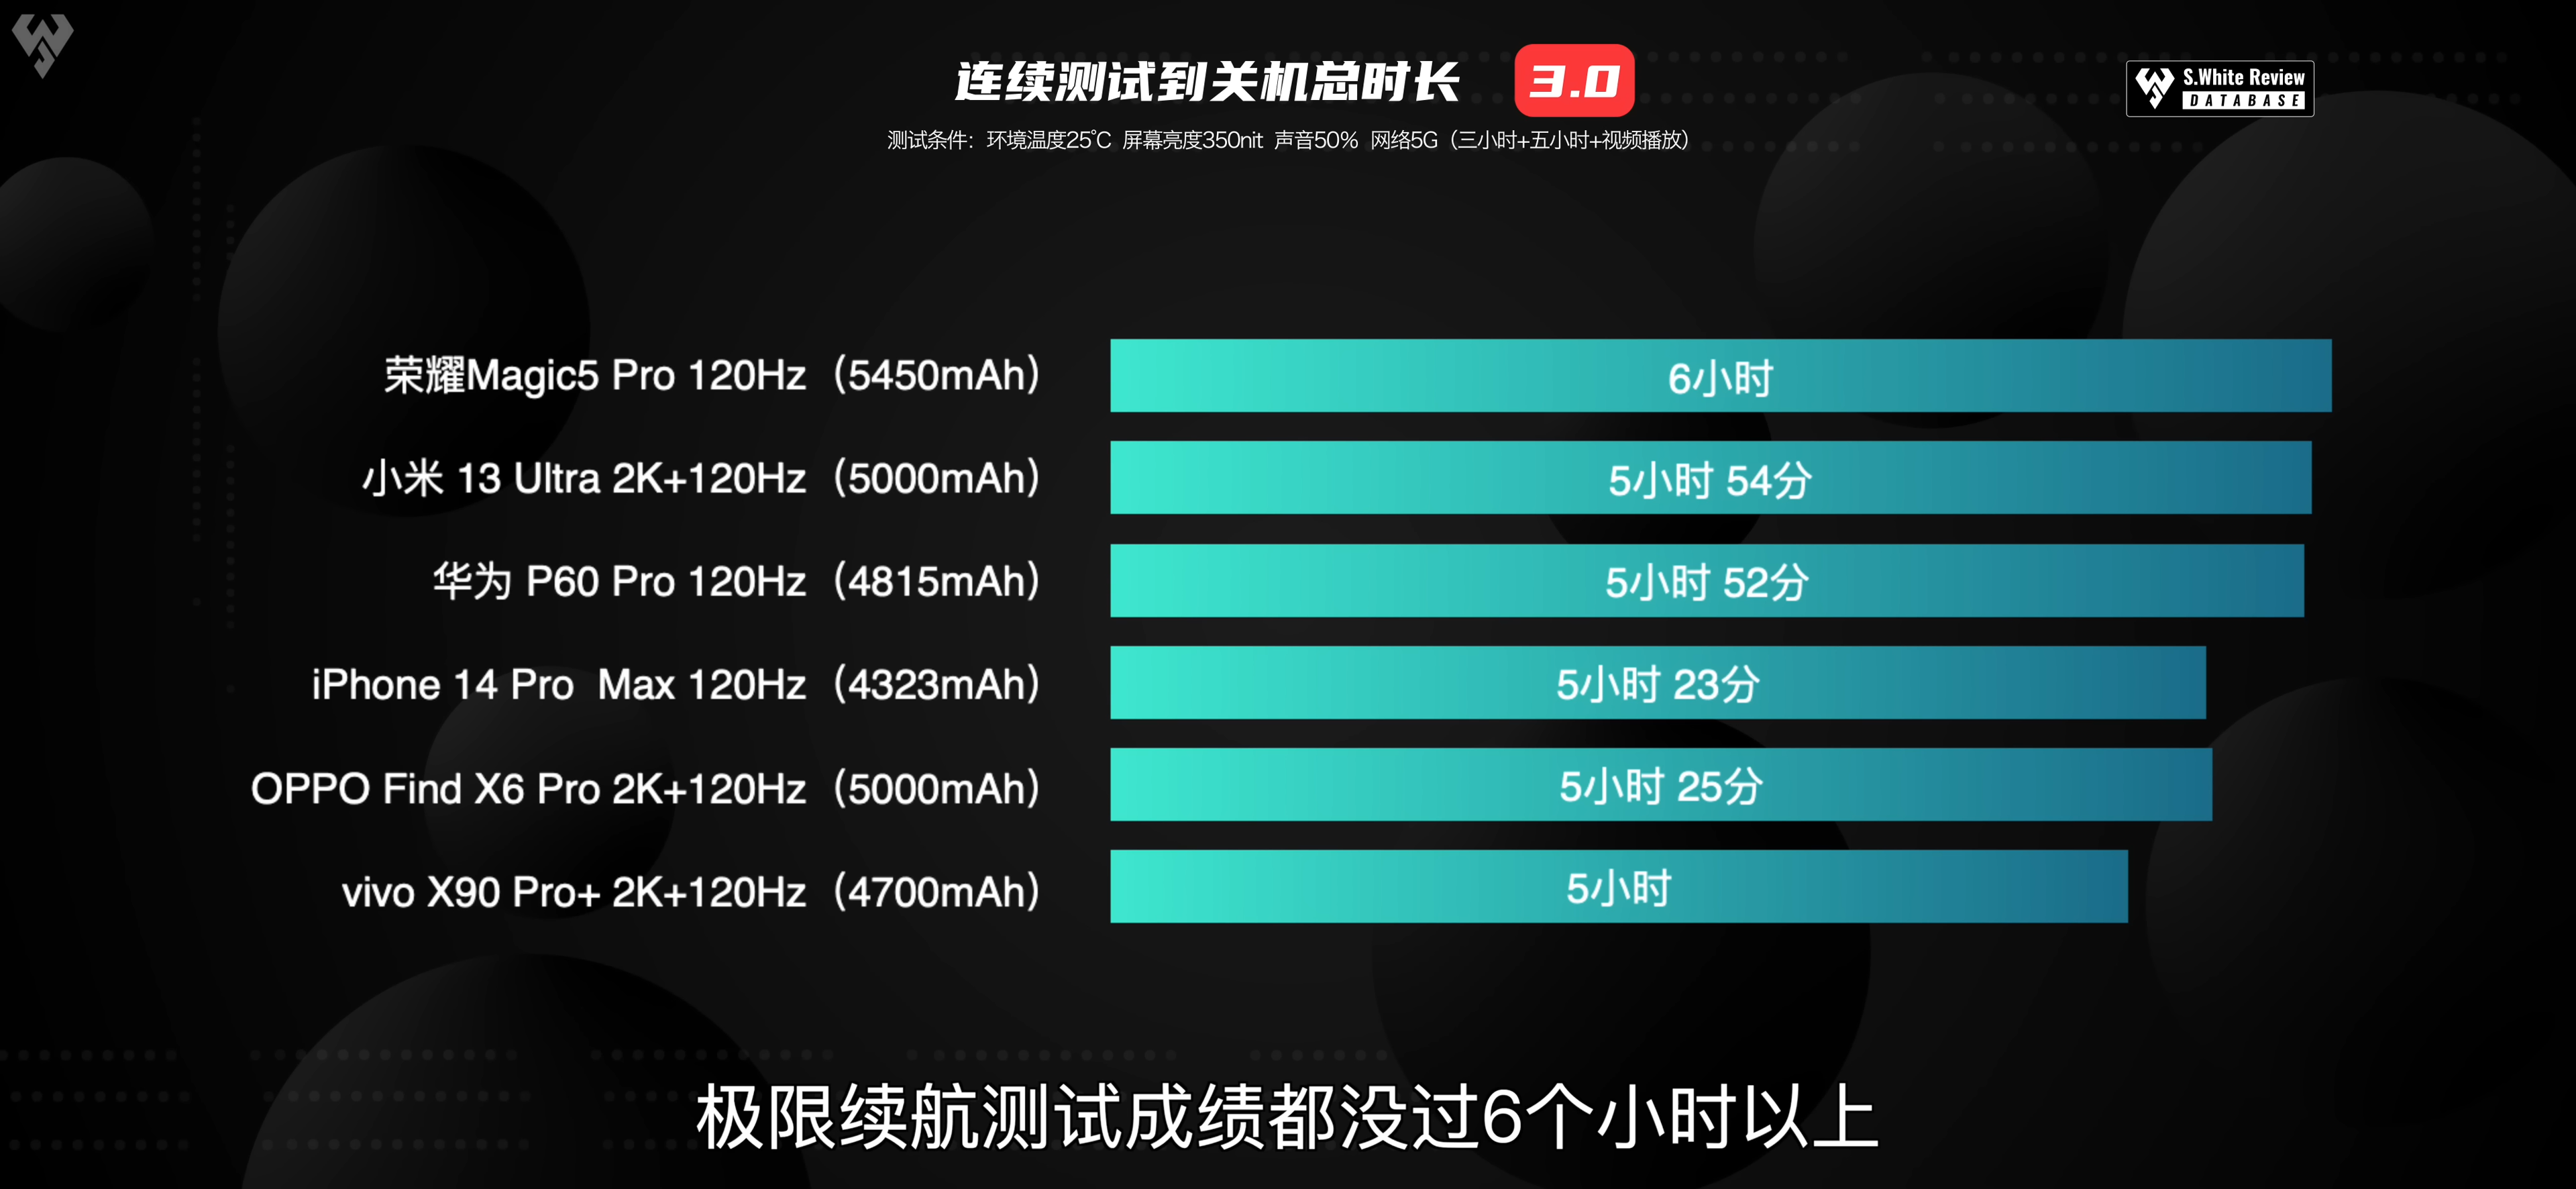 连续测试到关机总时长 3.0
S.White Review
DATABASE
测试条件：环境温度25℃ 屏幕亮度350nit 声音50% 网络5G（三小时+五小时+视频播放）
荣耀Magic5 Pro 120Hz（5450mAh） 6小时
小米 13 Ultra 2K+120Hz（5000mAh） 5小时 54分
华为 P60 Pro 120Hz（4815mAh） 5小时 52分
iPhone 14 Pro Max 120Hz（4323mAh） 5小时 23分
OPPO Find X6 Pro 2K+120Hz（5000mAh） 5小时 25分
vivo X90 Pro+ 2K+120Hz（4700mAh） 5小时
极限续航测试成绩都没过6个小时以上